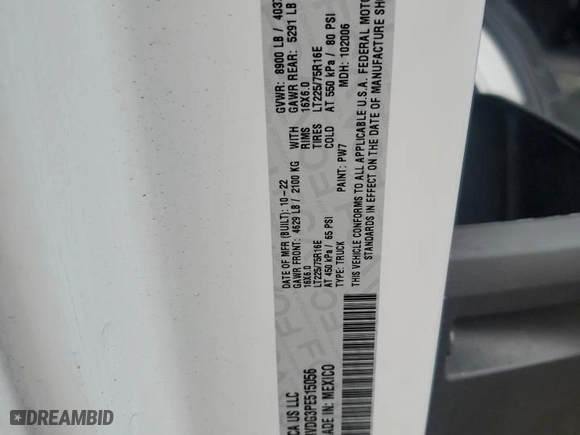 CA US LLC
DATE OF MFR (BUILT): 10-22 GVWR: 8900 LB / 403
GAWR FRONT: 4629 LB / 2100 KG WITH GAWR REAR: 5291 LB
16X6.0 RIMS 16X6.0
LT225/75R16E TIRES LT225/75R16E
AT 450 kPa / 65 PSI COLD AT 550 kPa / 80 PSI
TYPE: TRUCK PAINT: PW7 MDH: 102006
THIS VEHICLE CONFORMS TO ALL APPLICABLE U.S.A. FEDERAL MOTO
STANDARDS IN EFFECT ON THE DATE OF MANUFACTURE SH
VDG3PE515056
ADE IN: MEXICO
DREAMBID